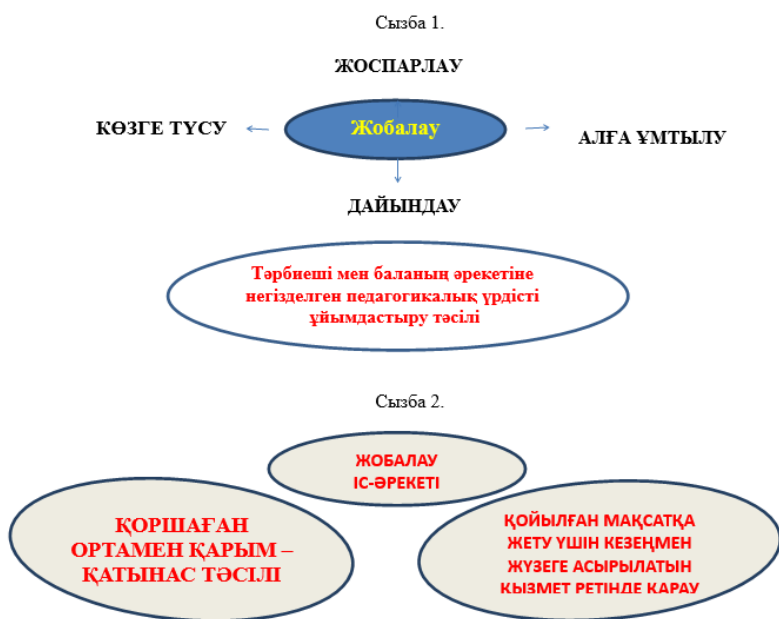 Сызба 1.
ЖОСПАРЛАУ
КӨЗГЕ ТҮСУ
Жобалау
АЛҒА ҰМТЫЛУ
ДАЙЫНДАУ
Тәрбиеші мен баланың әрекетіне
негізделген педагогикалық үрдісті
ұйымдастыру тәсілі
Сызба 2.
ЖОБАЛАУ
ІС-ӘРЕКЕТІ
ҚОРШАҒАН
ОРТАМЕН ҚАРЫМ –
ҚАТЫНАС ТӘСІЛІ
ҚОЙЫЛҒАН МАҚСАТҚА
ЖЕТУ ҮШІН КЕЗЕҢМЕН
ЖҮЗЕГЕ АСЫРЫЛАТЫН
ҚЫЗМЕТ РЕТІНДЕ ҚАРАУ